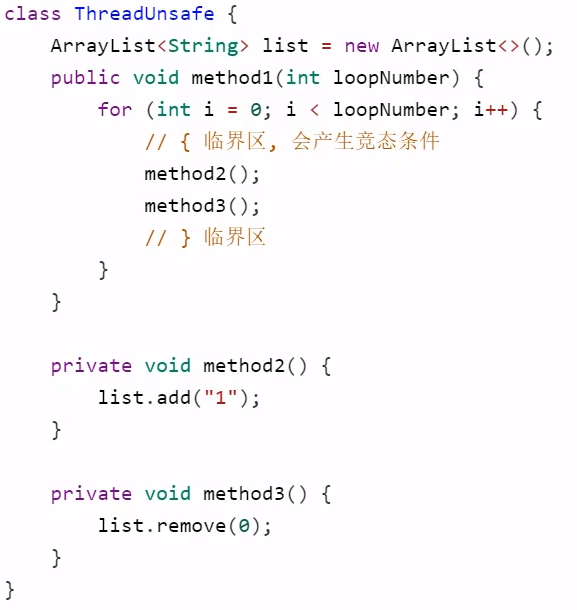 class ThreadUnsafe {
    ArrayList<String> list = new ArrayList<>();
    public void method1(int loopNumber) {
        for (int i = 0; i < loopNumber; i++) {
            // { 临界区, 会产生竞态条件
            method2();
            method3();
            // } 临界区
        }
    }

    private void method2() {
        list.add("1");
    }

    private void method3() {
        list.remove(0);
    }
}